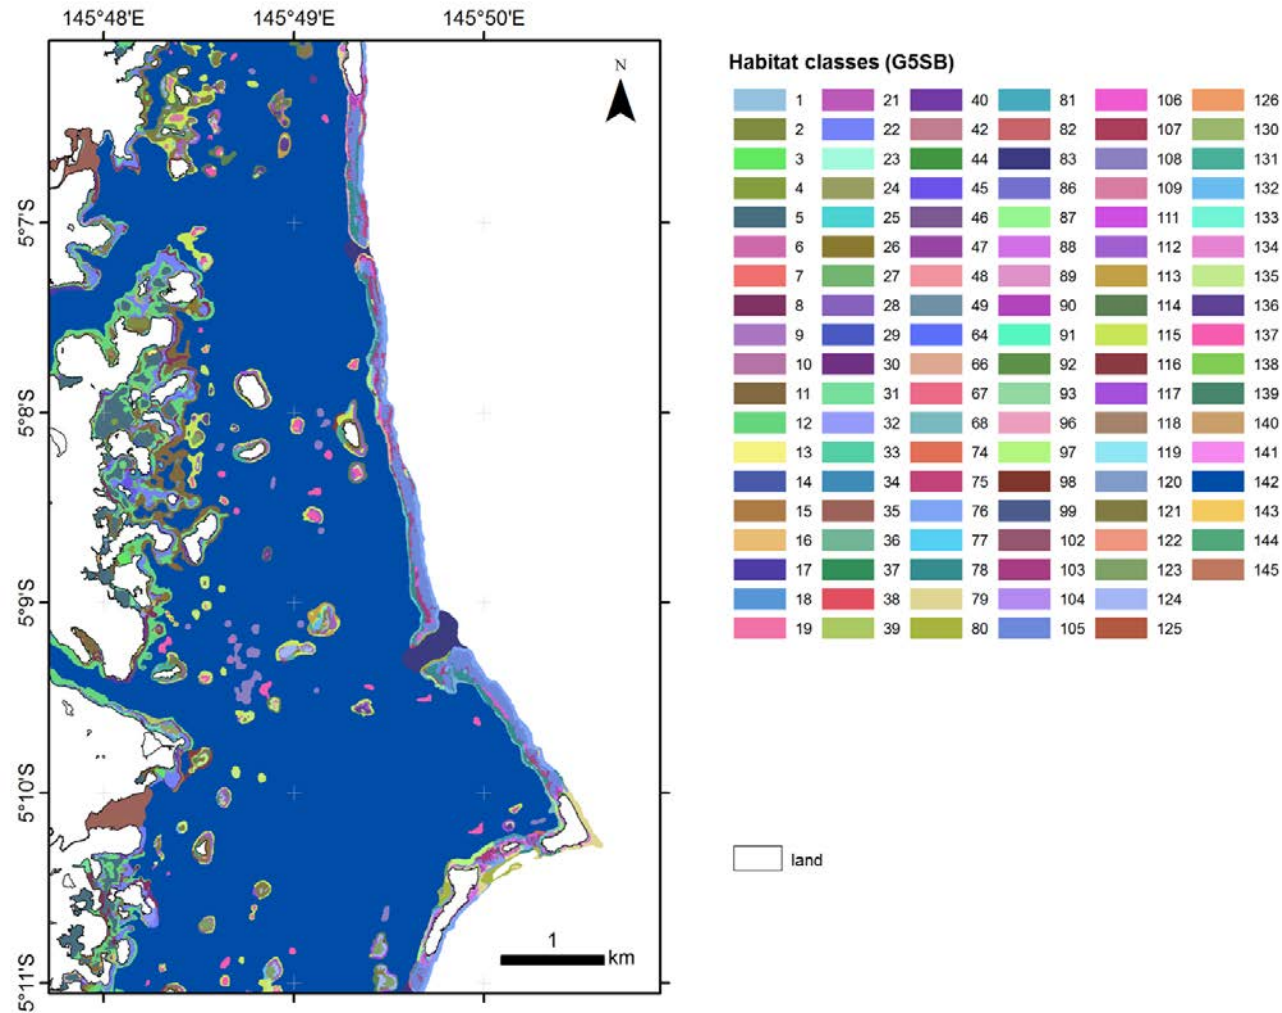 145°48'E 145°49'E 145°50'E
N
5°7'S
5°8'S
5°9'S
5°10'S
5°11'S
1
km
Habitat classes (G5SB)
1 21 40 81 106 126
2 22 42 82 107 130
3 23 44 83 108 131
4 24 45 86 109 132
5 25 46 87 111 133
6 26 47 88 112 134
7 27 48 89 113 135
8 28 49 90 114 136
9 29 64 91 115 137
10 30 66 92 116 138
11 31 67 93 117 139
12 32 68 96 118 140
13 33 74 97 119 141
14 34 75 98 120 142
15 35 76 99 121 143
16 36 77 102 122 144
17 37 78 103 123 145
18 38 79 104 124
19 39 80 105 125
land